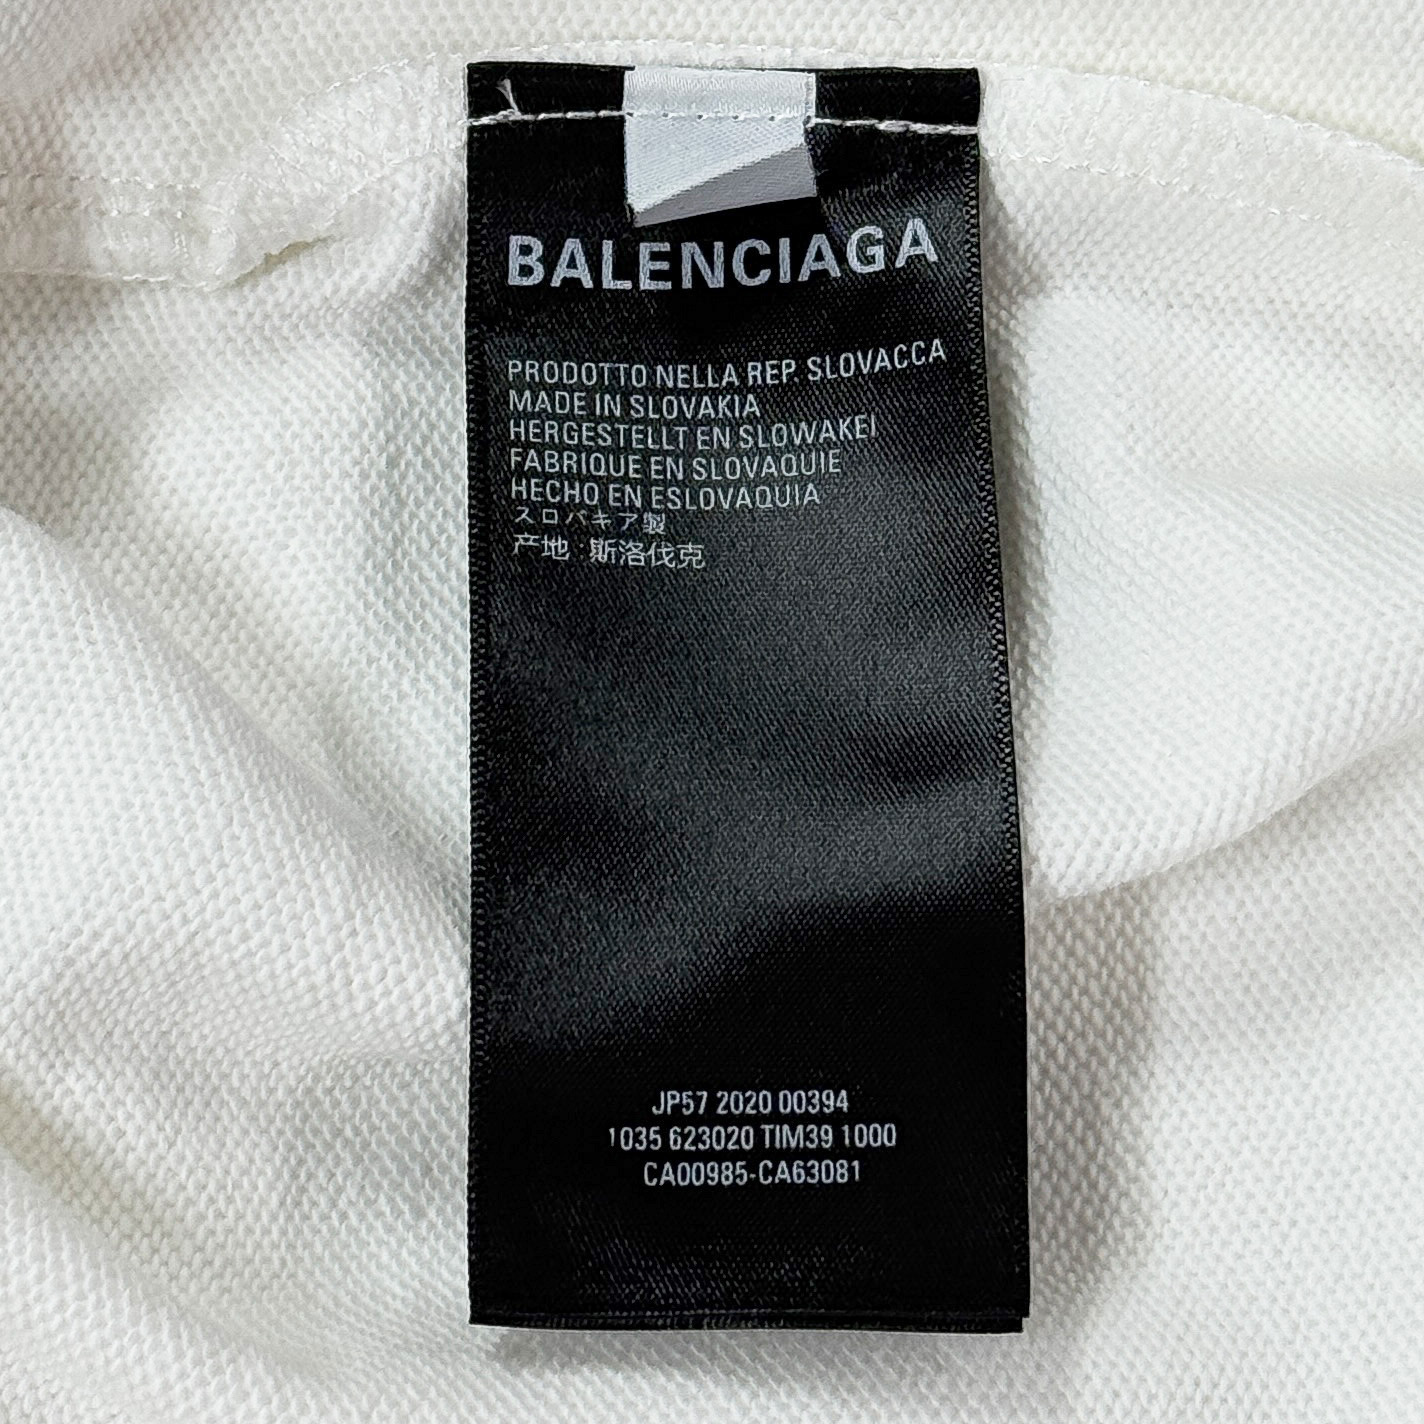 BALENCIAGA
PRODOTTO NELLA REP. SLOVACCA
MADE IN SLOVAKIA
HERGESTELLT EN SLOWAKEI
FABRIQUE EN SLOVAQUIE
HECHO EN ESLOVAQUIA
スロバキア製
产地:斯洛伐克
JP57 2020 00394
1035 623020 TIM39 1000
CA00985-CA63081